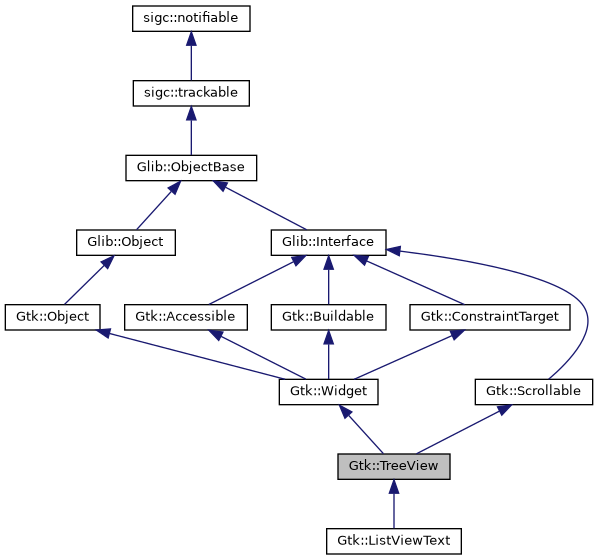 sigc::notifiable
sigc::trackable
Glib::ObjectBase
Glib::Object
Glib::Interface
Gtk::Object
Gtk::Accessible
Gtk::Buildable
Gtk::ConstraintTarget
Gtk::Widget
Gtk::Scrollable
Gtk::TreeView
Gtk::ListViewText